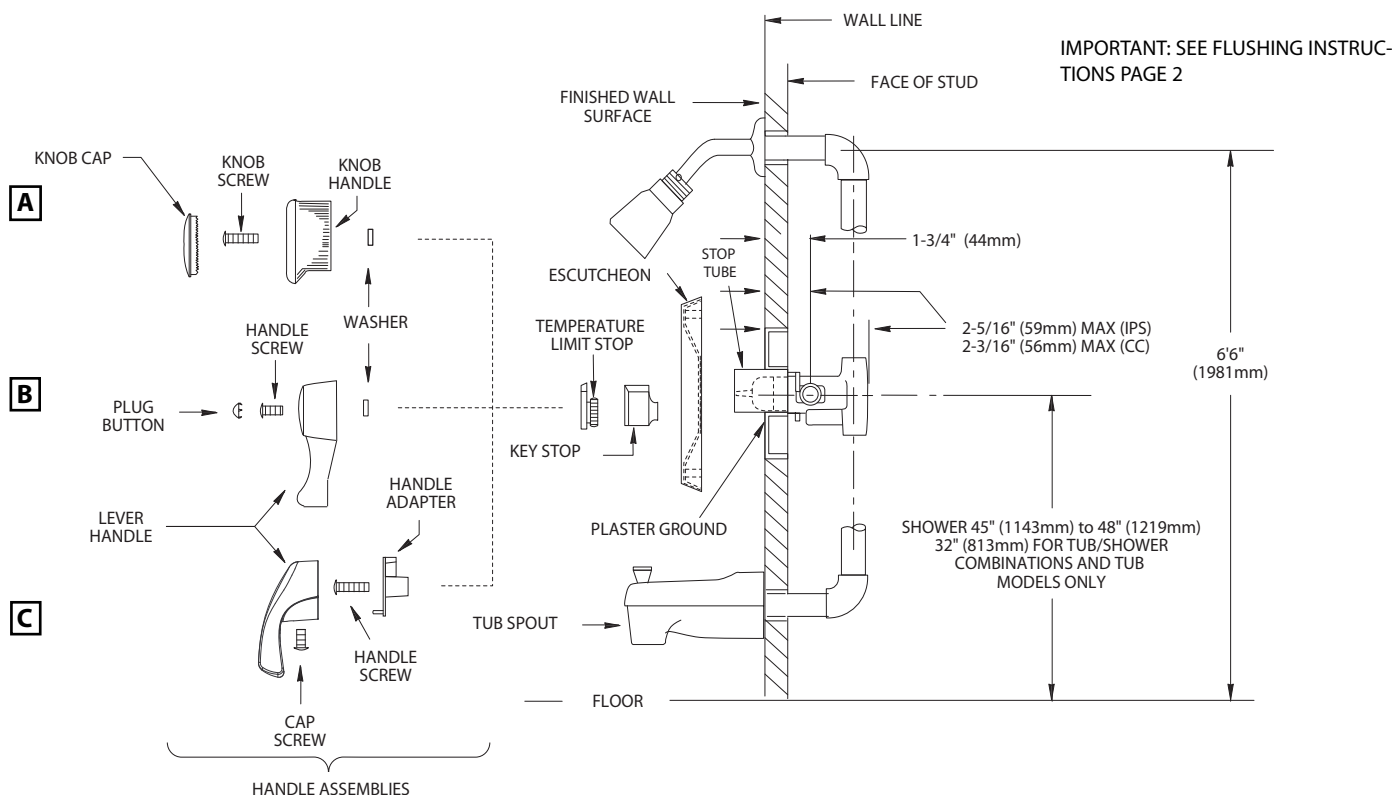 WALL LINE
IMPORTANT: SEE FLUSHING INSTRUC-
TIONS PAGE 2
FACE OF STUD
FINISHED WALL
SURFACE
KNOB CAP
KNOB
SCREW
KNOB
HANDLE
A
1-3/4" (44mm)
STOP
TUBE
ESCUTCHEON
WASHER
HANDLE
SCREW
TEMPERATURE
LIMIT STOP
2-5/16" (59mm) MAX (IPS)
2-3/16" (56mm) MAX (CC)
6'6"
(1981mm)
B
PLUG
BUTTON
KEY STOP
HANDLE
ADAPTER
LEVER
HANDLE
PLASTER GROUND
SHOWER 45" (1143mm) to 48" (1219mm)
32" (813mm) FOR TUB/SHOWER
COMBINATIONS AND TUB
MODELS ONLY
C
TUB SPOUT
HANDLE
SCREW
FLOOR
CAP
SCREW
HANDLE ASSEMBLIES